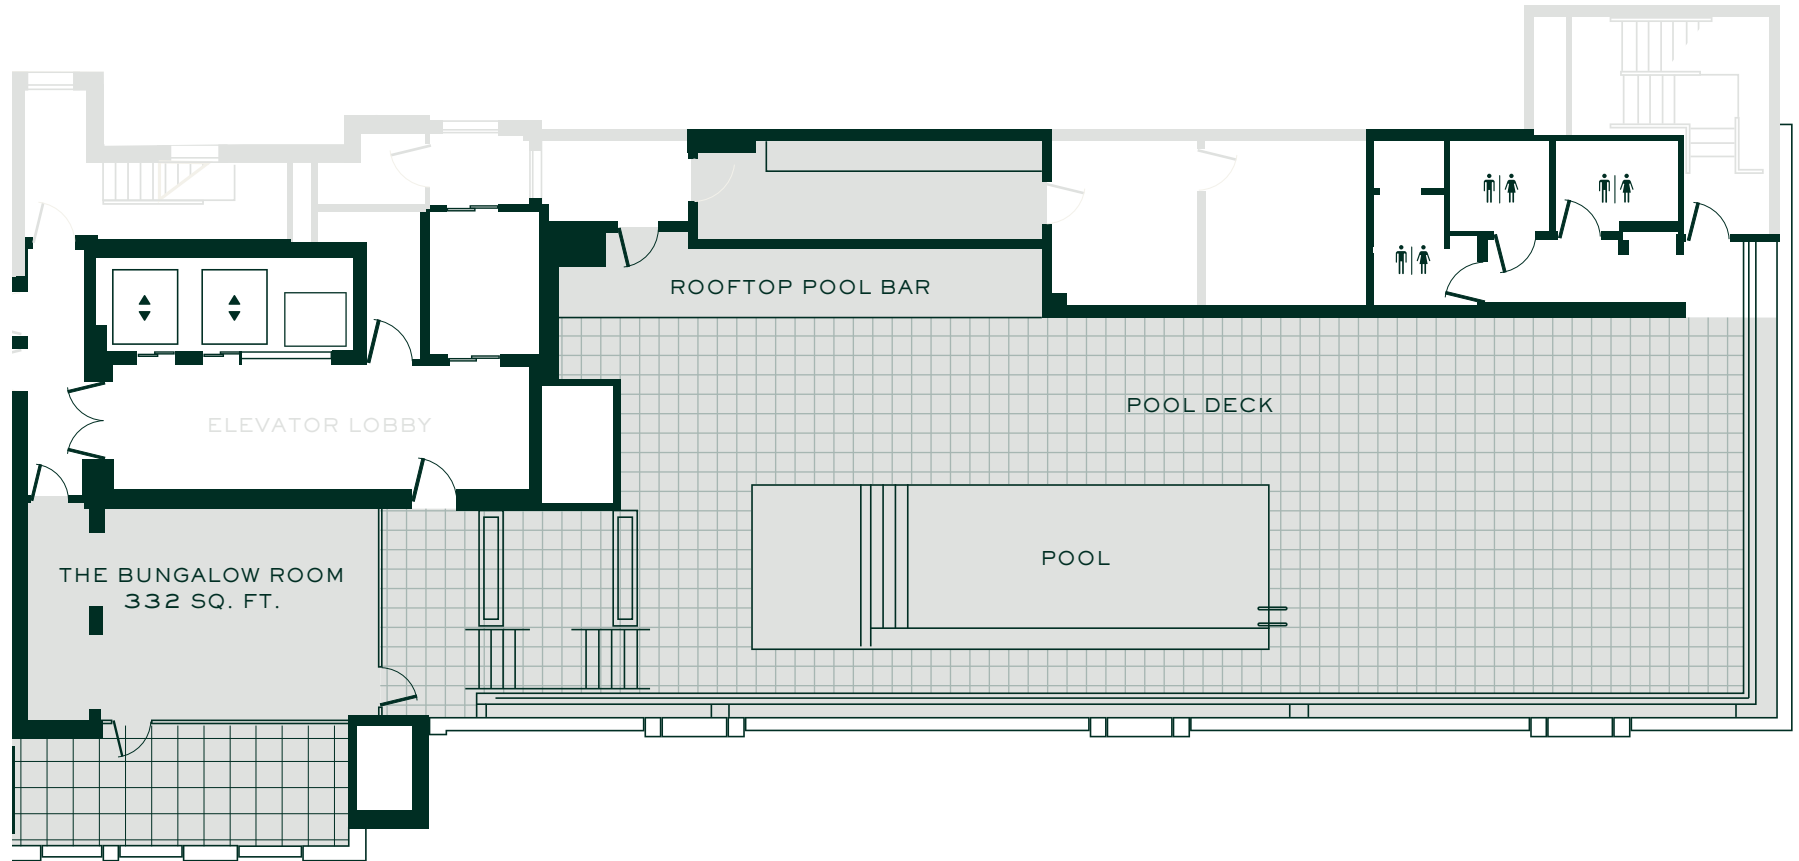 ROOFTOP POOL BAR
POOL DECK
ELEVATOR LOBBY
POOL
THE BUNGALOW ROOM
332 SQ. FT.